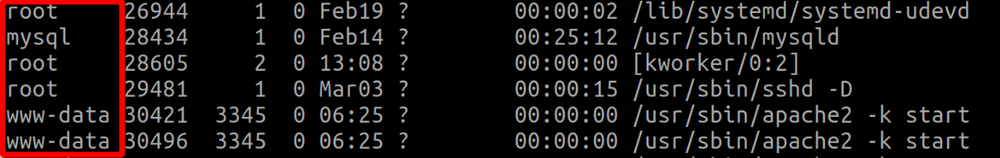 root     26944     1  0 Feb19 ?        00:00:02 /lib/systemd/systemd-udevd
mysql    28434     1  0 Feb14 ?        00:25:12 /usr/sbin/mysqld
root     28605     2  0 13:08 ?        00:00:00 [kworker/0:2]
root     29481     1  0 Mar03 ?        00:00:15 /usr/sbin/sshd -D
www-data 30421  3345  0 06:25 ?        00:00:00 /usr/sbin/apache2 -k start
www-data 30496  3345  0 06:25 ?        00:00:00 /usr/sbin/apache2 -k start